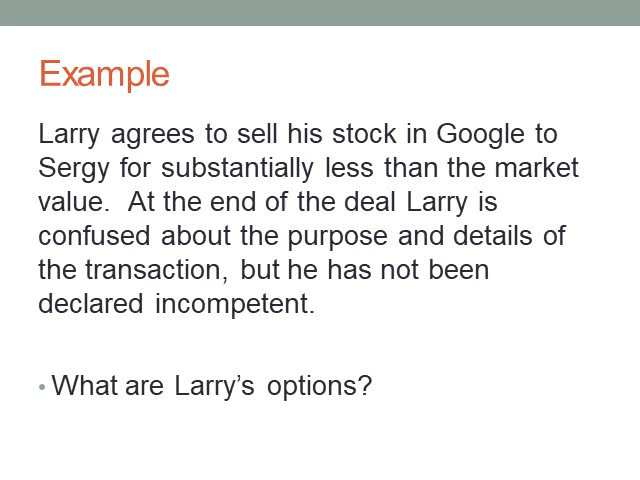 Example
Larry agrees to sell his stock in Google to
Sergy for substantially less than the market
value.  At the end of the deal Larry is
confused about the purpose and details of
the transaction, but he has not been
declared incompetent.
• What are Larry’s options?